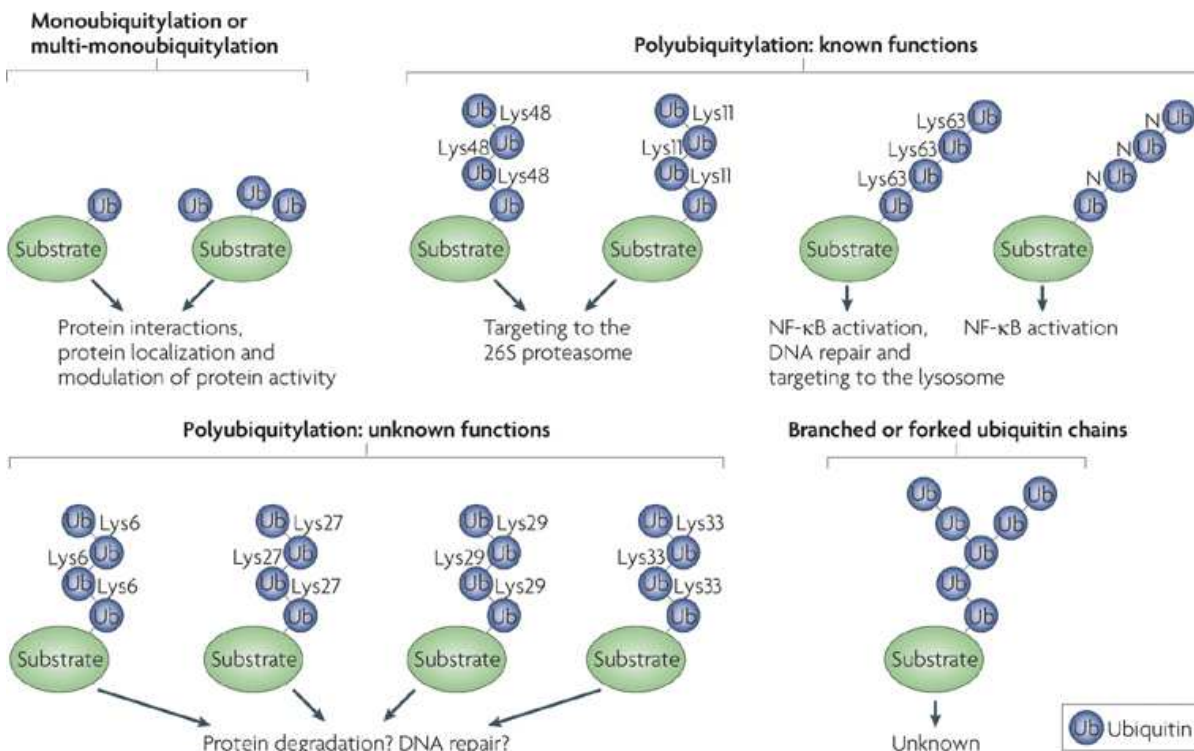 Monoubiquitylation or
multi-monoubiquitylation
Polyubiquitylation: known functions
Ub Lys48
Lys48 Ub
Ub Lys48
Ub
Ub Lys11
Lys11 Ub
Ub Lys11
Ub
Lys63 Ub
Lys63 Ub
Lys63 Ub
Ub
N Ub
N Ub
N Ub
Ub
Ub
Ub Ub Ub
Substrate
Substrate
Substrate
Substrate
Substrate
Substrate
Protein interactions,
protein localization and
modulation of protein activity
Targeting to the
26S proteasome
NF-κB activation,
DNA repair and
targeting to the lysosome
NF-κB activation
Polyubiquitylation: unknown functions
Branched or forked ubiquitin chains
Ub Lys6
Lys6 Ub
Ub Lys6
Ub
Ub Lys27
Lys27 Ub
Ub Lys27
Ub
Ub Lys29
Lys29 Ub
Ub Lys29
Ub
Ub Lys33
Lys33 Ub
Ub Lys33
Ub
Ub Ub
Ub Ub
Ub
Ub
Ub
Substrate
Substrate
Substrate
Substrate
Substrate
Protein degradation? DNA repair?
Unknown
Ub Ubiquitin